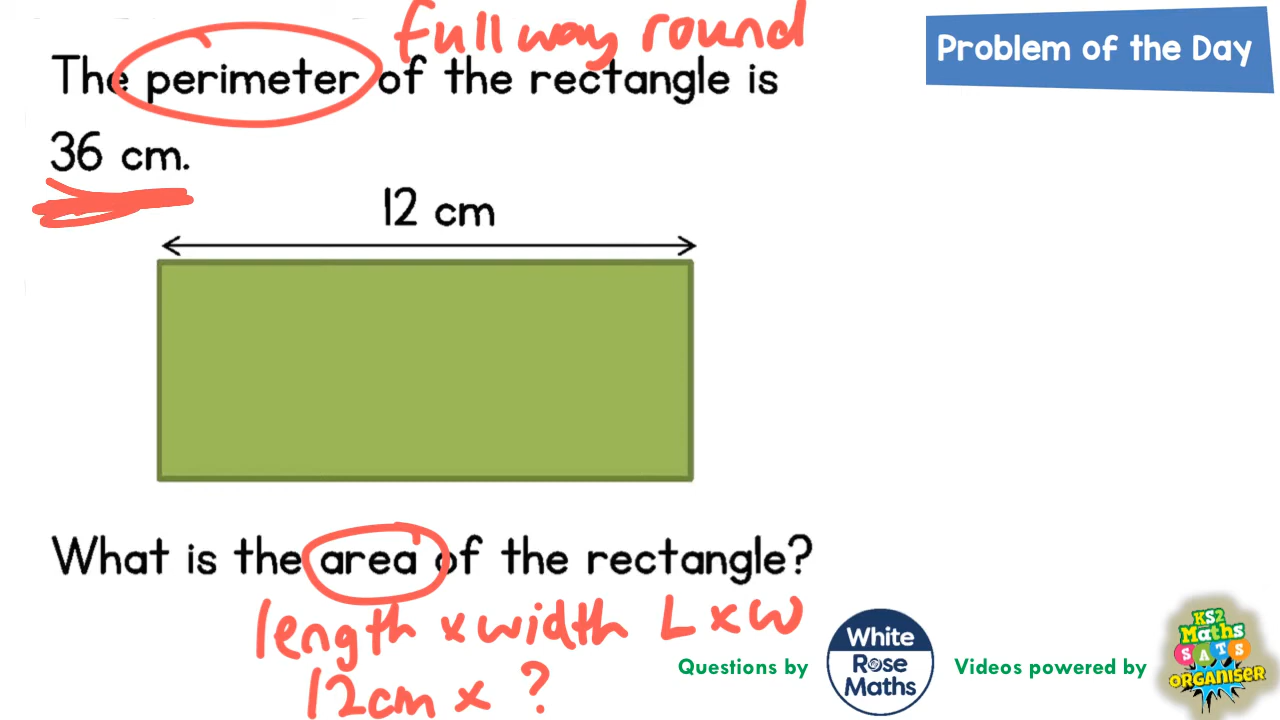 full way round
Problem of the Day
The perimeter of the rectangle is
36 cm.
12 cm
What is the area of the rectangle?
length x width L x W
12cm x ?
Questions by
White
Rose
Maths
Videos powered by
KS2
Maths
SATS
ORGANISER